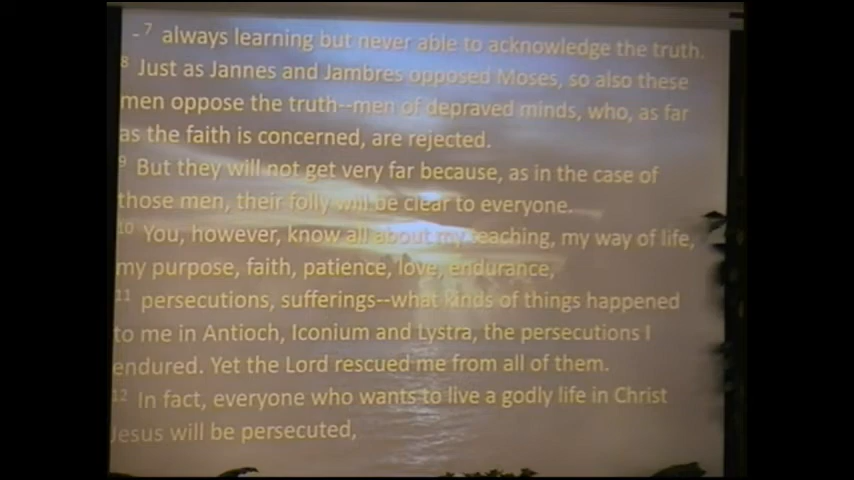 -7 always learning but never able to acknowledge the truth.
8 Just as Jannes and Jambres opposed Moses, so also these
men oppose the truth--men of depraved minds, who, as far
as the faith is concerned, are rejected.
9 But they will not get very far because, as in the case of
those men, their folly will be clear to everyone.
10 You, however, know all about my teaching, my way of life,
my purpose, faith, patience, love, endurance,
11 persecutions, sufferings--what kinds of things happened
to me in Antioch, Iconium and Lystra, the persecutions I
endured. Yet the Lord rescued me from all of them.
12 In fact, everyone who wants to live a godly life in Christ
Jesus will be persecuted,